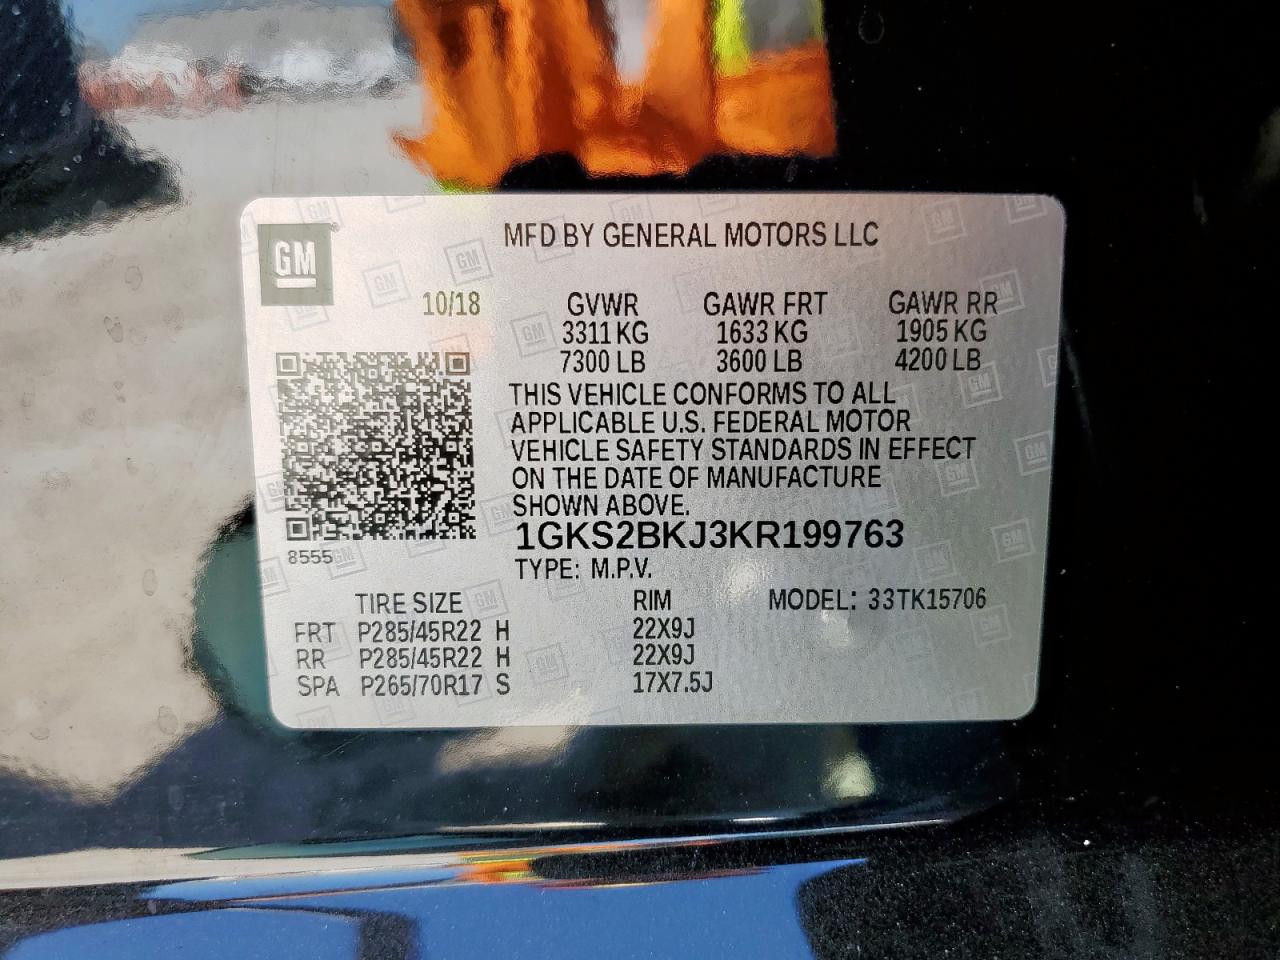 GM
MFD BY GENERAL MOTORS LLC
10/18 GVWR GAWR FRT GAWR RR
3311 KG 1633 KG 1905 KG
7300 LB 3600 LB 4200 LB
THIS VEHICLE CONFORMS TO ALL
APPLICABLE U.S. FEDERAL MOTOR
VEHICLE SAFETY STANDARDS IN EFFECT
ON THE DATE OF MANUFACTURE
SHOWN ABOVE.
1GKS2BKJ3KR199763
8555
TYPE: M.P.V.
TIRE SIZE RIM MODEL: 33TK15706
FRT P285/45R22 H 22X9J
RR P285/45R22 H 22X9J
SPA P265/70R17 S 17X7.5J